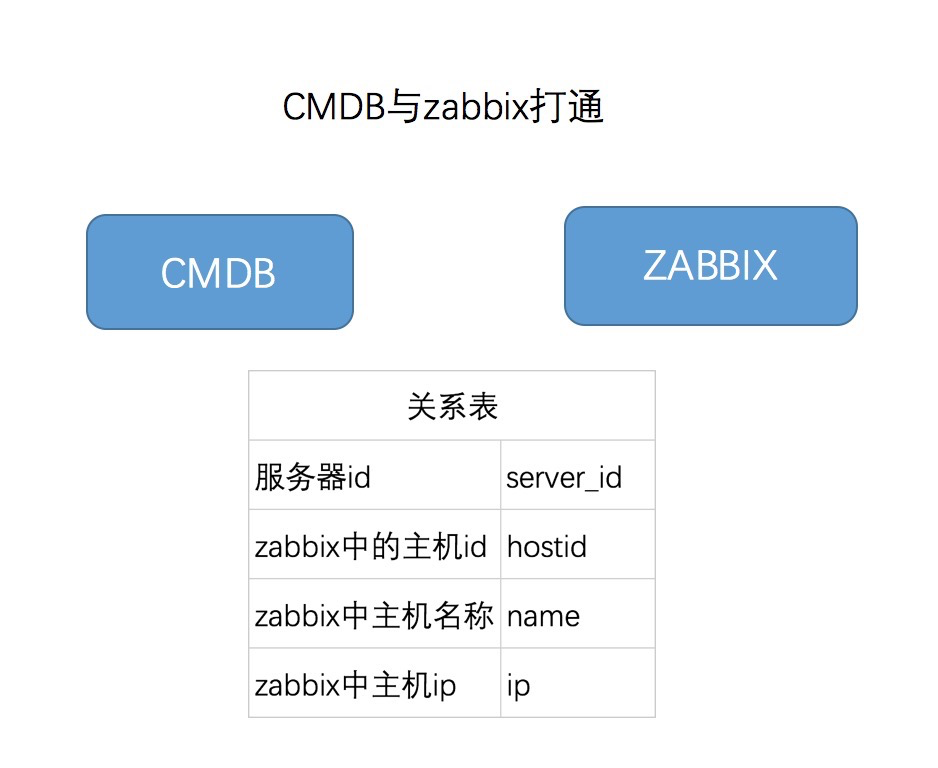 CMDB与zabbix打通
CMDB
ZABBIX
关系表
服务器id server_id
zabbix中的主机id hostid
zabbix中主机名称 name
zabbix中主机ip ip